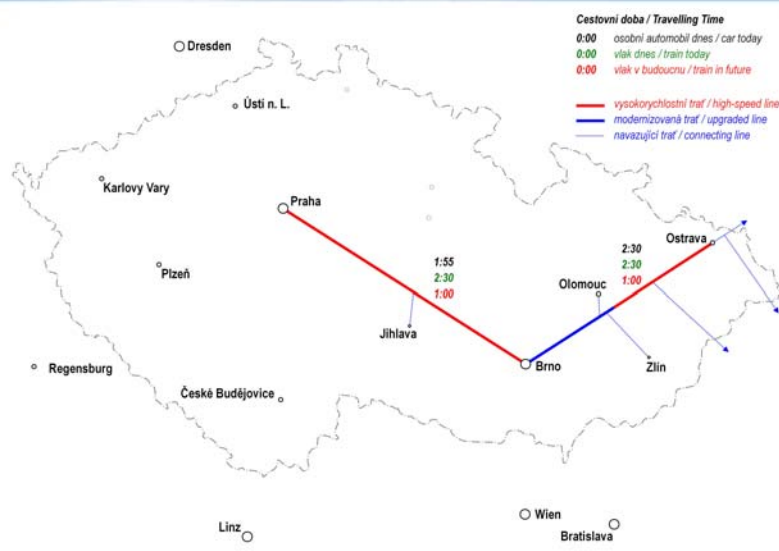 Cestovní doba / Travelling Time
0:00 osobní automobil dnes / car today
0:00 vlak dnes / train today
0:00 vlak v budoucnu / train in future
vysokorychlostní trať / high-speed line
modernizovaná trať / upgraded line
navazující trať / connecting line
Dresden
Ústí n. L.
Karlovy Vary
Praha
Ostrava
2:30
2:30
1:00
1:55
2:30
1:00
Plzeň
Olomouc
Jihlava
Brno
Zlín
Regensburg
České Budějovice
Wien
Linz
Bratislava